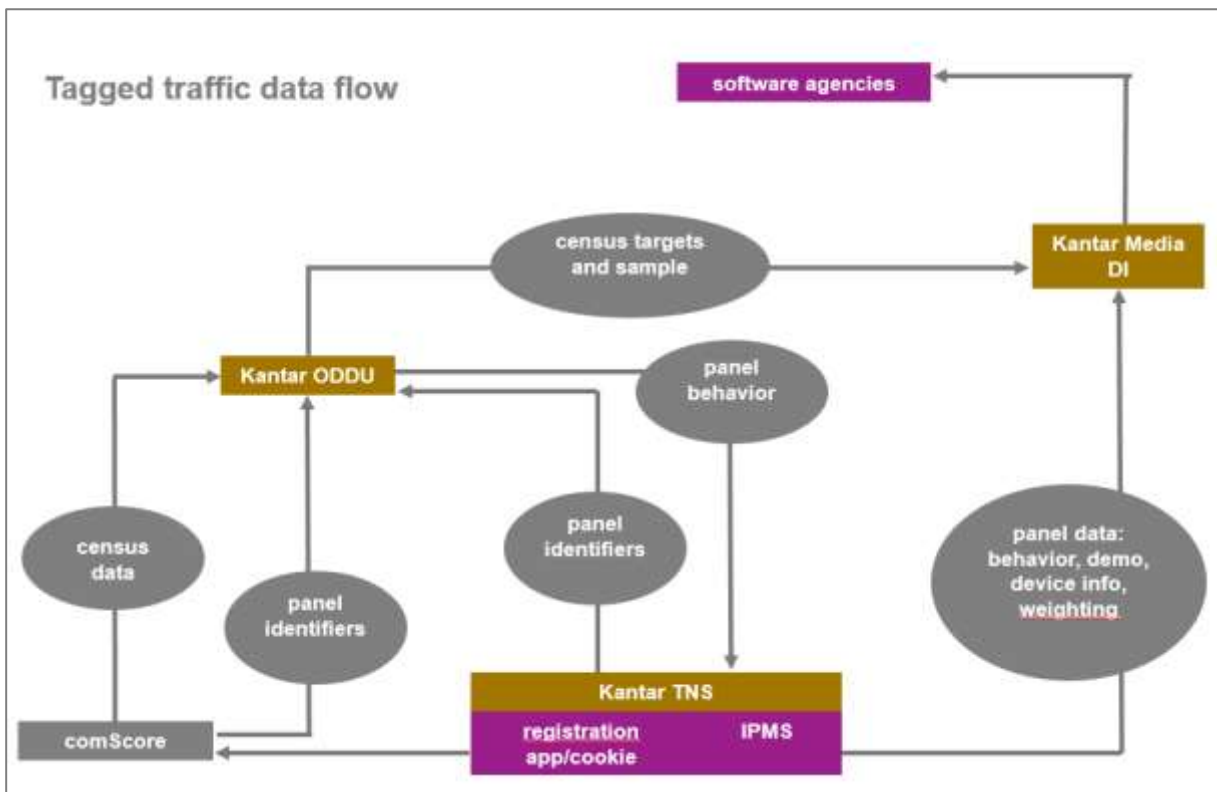 Tagged traffic data flow
software agencies
census targets
and sample
Kantar Media
DI
Kantar ODDU
panel
behavior
census
data
panel
identifiers
panel
identifiers
panel data:
behavior, demo,
device info,
weighting
Kantar TNS
registration
app/cookie
IPMS
comScore